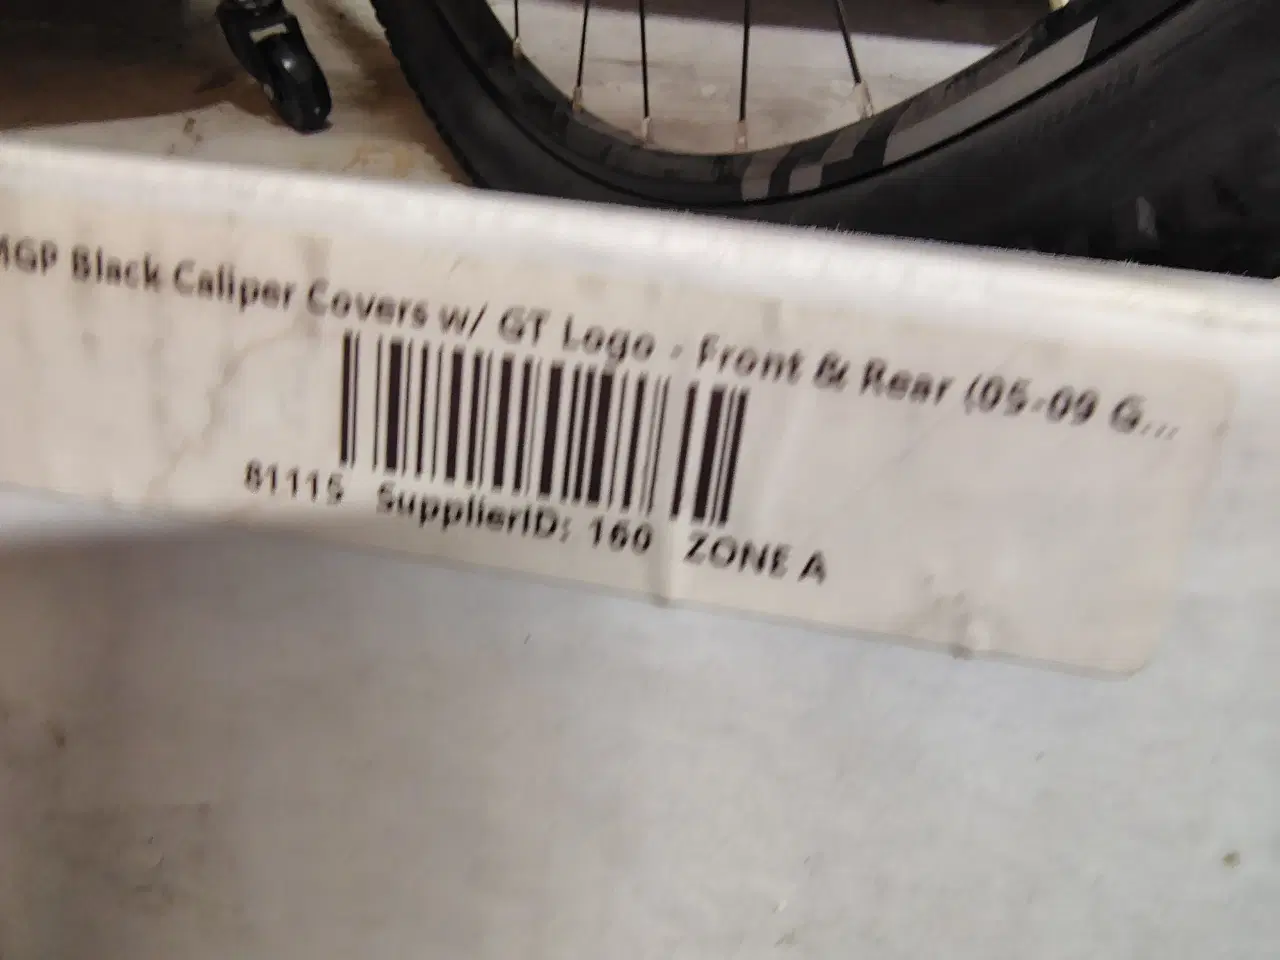 MGP Black Caliper Covers w/ GT Logo - Front & Rear (05-09 G...
81115 SupplierID: 160 ZONE A